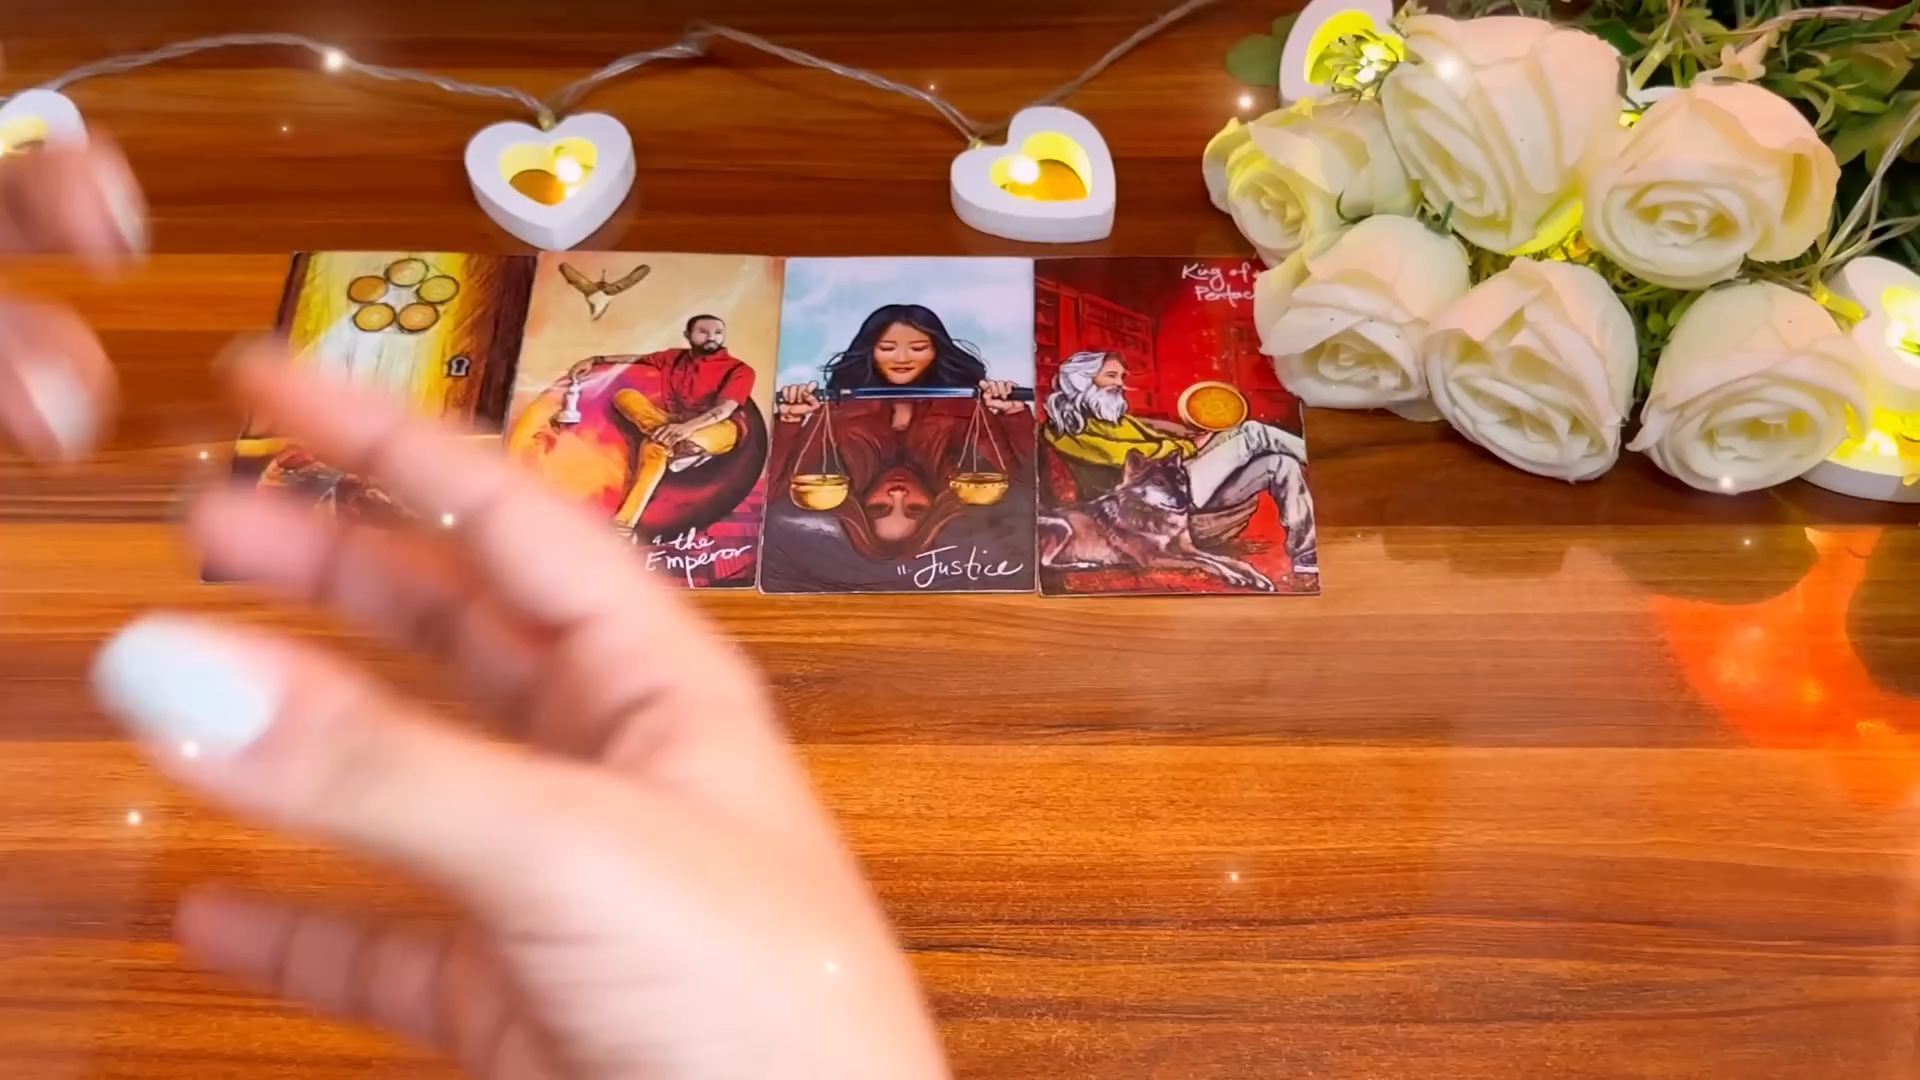 4. the
Emperor
11. Justice
King of
Pentac